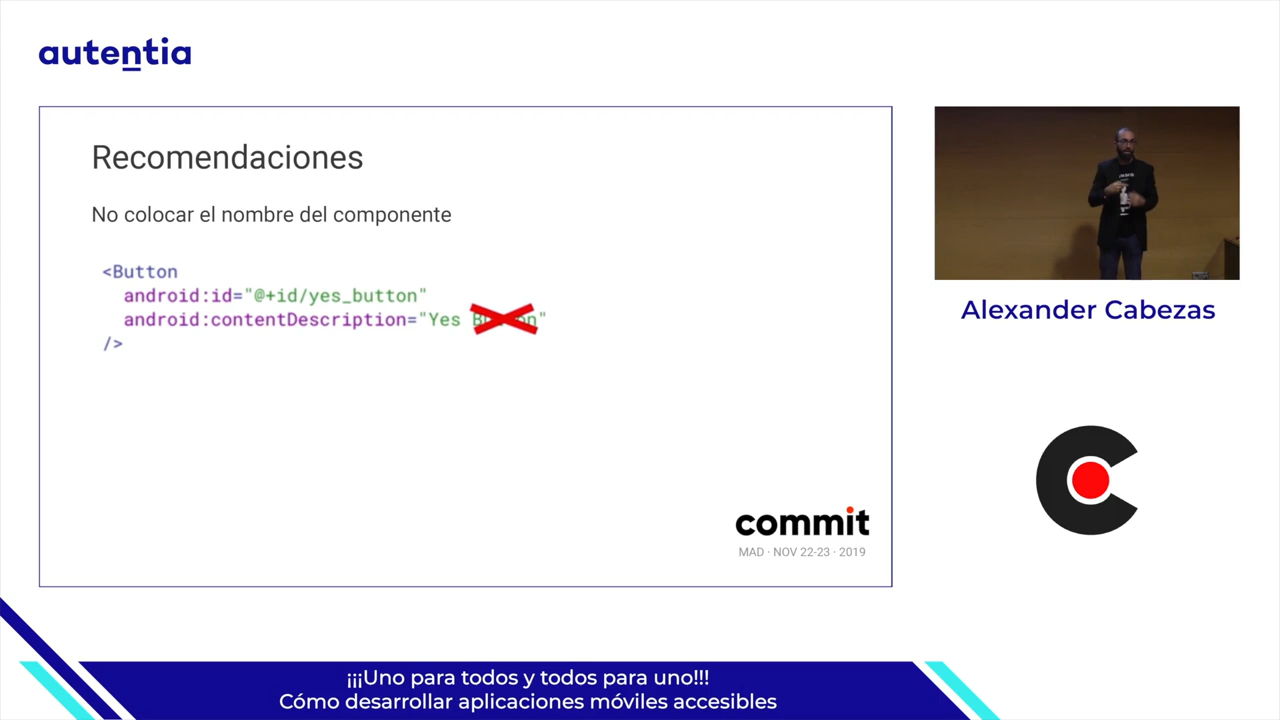 autentia
Recomendaciones
No colocar el nombre del componente
<Button
android:id="@+id/yes_button"
android:contentDescription="Yes "
/>
commit
MAD · NOV 22-23 · 2019
Alexander Cabezas
¡¡¡Uno para todos y todos para uno!!!
Cómo desarrollar aplicaciones móviles accesibles